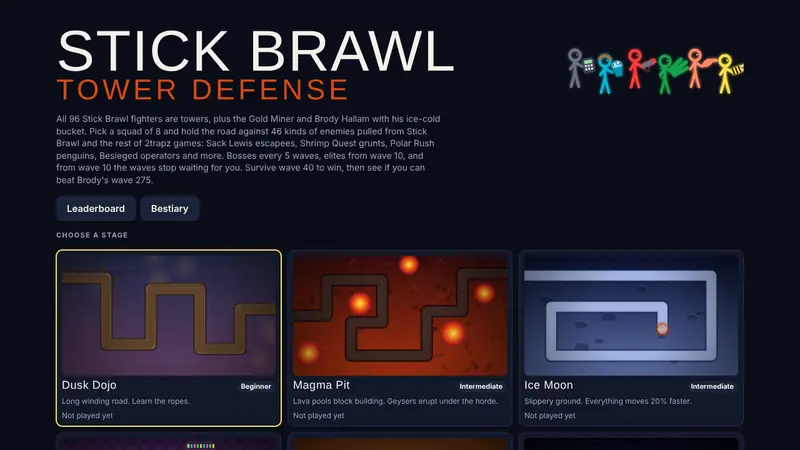 STICK BRAWL
TOWER DEFENSE
All 96 Stick Brawl fighters are towers, plus the Gold Miner and Brody Hallam with his ice-cold
bucket. Pick a squad of 8 and hold the road against 46 kinds of enemies pulled from Stick
Brawl and the rest of 2trapz games: Sack Lewis escapees, Shrimp Quest grunts, Polar Rush
penguins, Besieged operators and more. Bosses every 5 waves, elites from wave 10, and
from wave 10 the waves stop waiting for you. Survive wave 40 to win, then see if you can
beat Brody's wave 275.
Leaderboard
Bestiary
CHOOSE A STAGE
Dusk Dojo
Beginner
Long winding road. Learn the ropes.
Not played yet
Magma Pit
Intermediate
Lava pools block building. Geysers erupt under the horde.
Not played yet
Ice Moon
Intermediate
Slippery ground. Everything moves 20% faster.
Not played yet